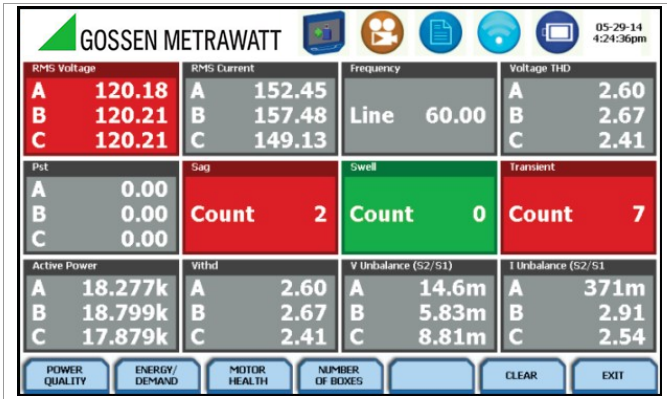 GOSSEN METRAWATT
05-29-14
4:24:36pm
RMS Voltage
A 120.18
B 120.21
C 120.21
RMS Current
A 152.45
B 157.48
C 149.13
Frequency
Line 60.00
Voltage THD
A 2.60
B 2.67
C 2.41
Pst
A 0.00
B 0.00
C 0.00
Sag
Count 2
Swell
Count 0
Transient
Count 7
Active Power
A 18.277k
B 18.799k
C 17.879k
Vithd
A 2.60
B 2.67
C 2.41
V Unbalance (S2/S1)
A 14.6m
B 5.83m
C 8.81m
I Unbalance (S2/S1
A 371m
B 2.91
C 2.54
POWER
QUALITY
ENERGY/
DEMAND
MOTOR
HEALTH
NUMBER
OF BOXES
CLEAR
EXIT